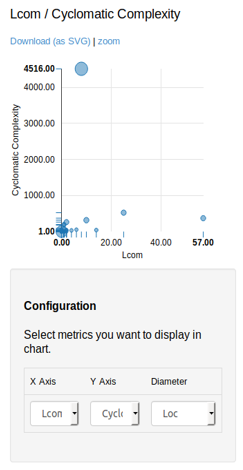 Lcom / Cyclomatic Complexity
Download (as SVG) | zoom
4516.00
4000.00
3000.00
2000.00
1000.00
1.00
Cyclomatic Complexity
0.00
20.00
40.00
57.00
Lcom
Configuration
Select metrics you want to display in
chart.
X Axis
Y Axis
Diameter
Lcom
Cyclo
Loc